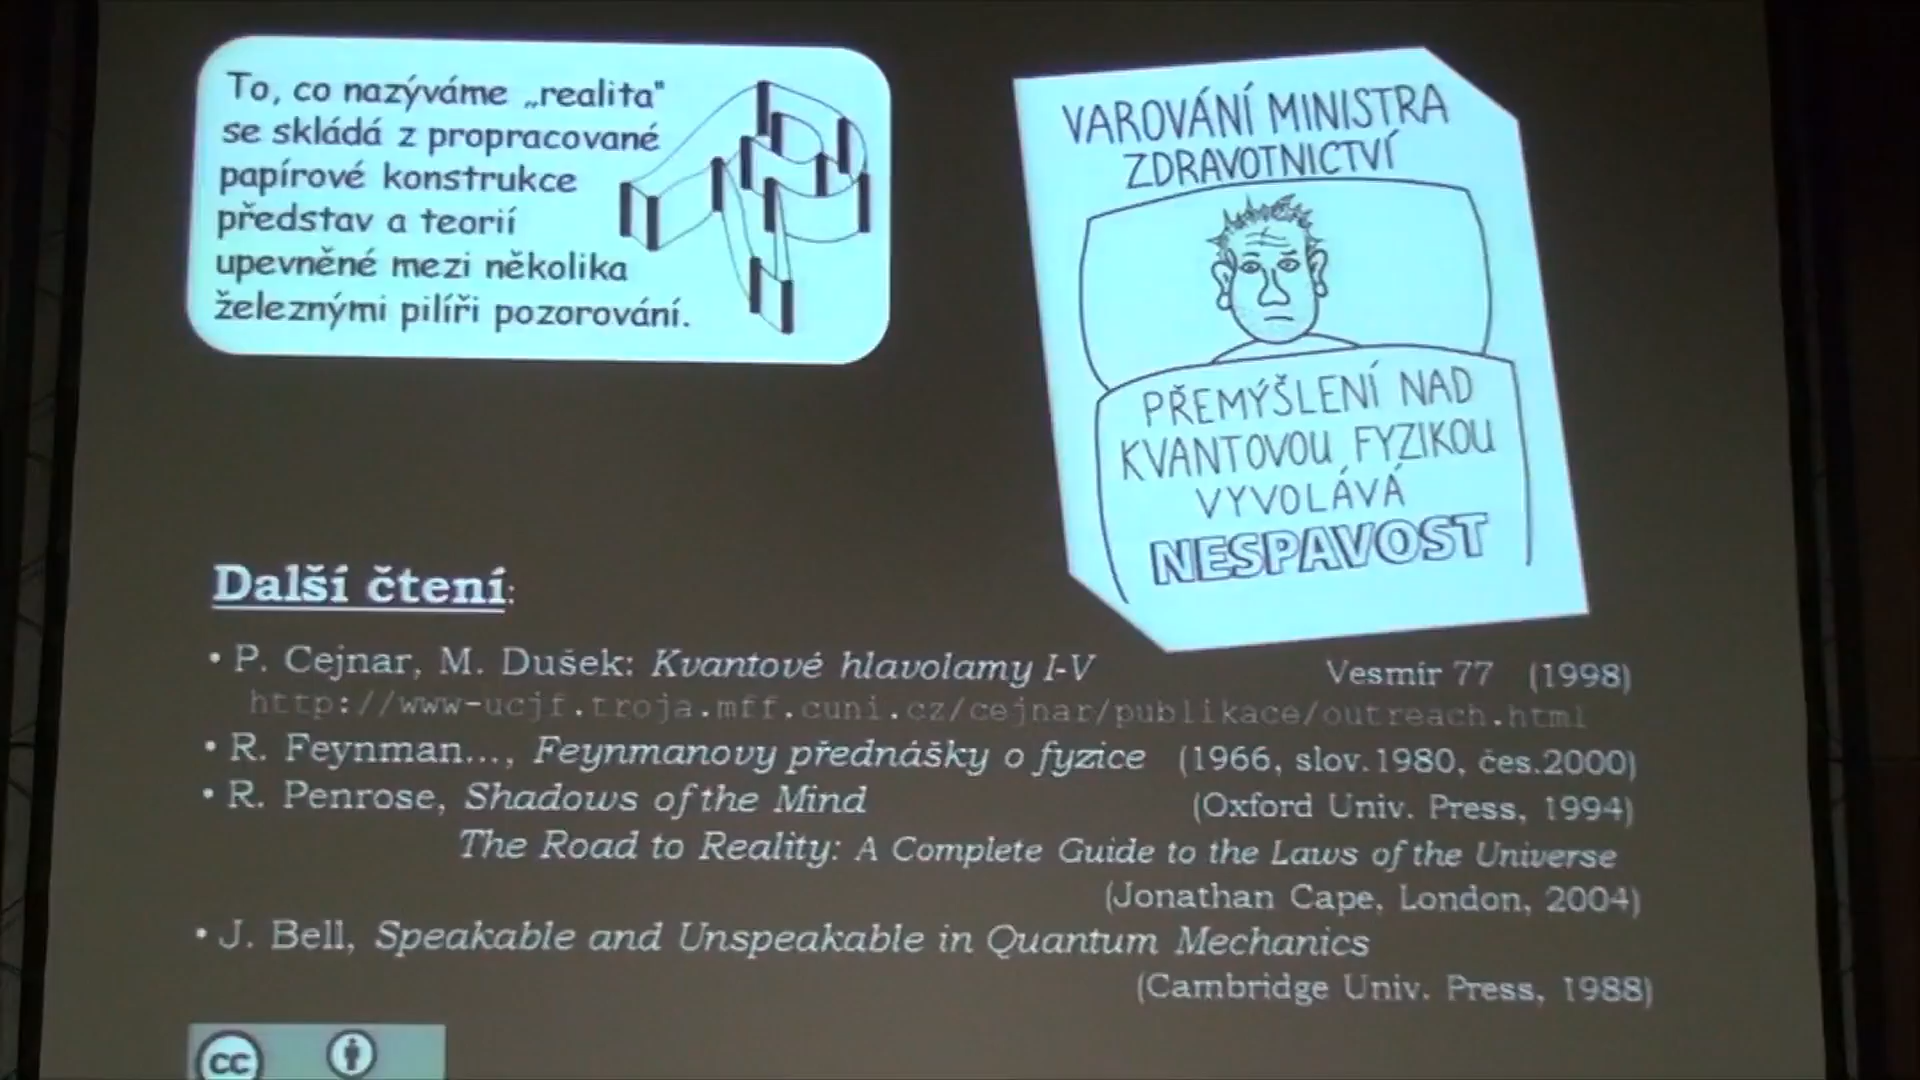 To, co nazýváme „realita"
se skládá z propracované
papírové konstrukce
představ a teorií
upevněné mezi několika
železnými pilíři pozorování.
VAROVÁNÍ MINISTRA
ZDRAVOTNICTVÍ
PŘEMÝŠLENÍ NAD
KVANTOVOU FYZIKOU
VYVOLÁVÁ
NESPAVOST
Další čtení:
• P. Cejnar, M. Dušek: Kvantové hlavolamy I-V Vesmír 77 (1998)
http://www-ucjf.troja.mff.cuni.cz/cejnar/publikace/outreach.html
• R. Feynman..., Feynmanovy přednášky o fyzice (1966, slov.1980, čes.2000)
• R. Penrose, Shadows of the Mind (Oxford Univ. Press, 1994)
The Road to Reality: A Complete Guide to the Laws of the Universe
(Jonathan Cape, London, 2004)
• J. Bell, Speakable and Unspeakable in Quantum Mechanics
(Cambridge Univ. Press, 1988)
cc